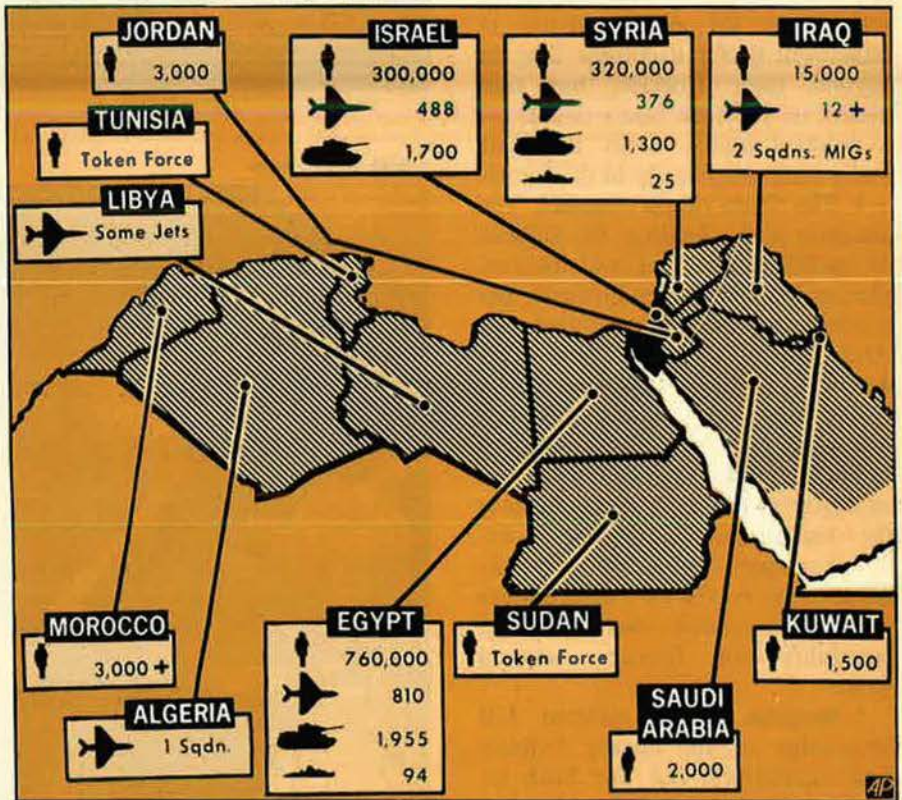 JORDAN
3,000
ISRAEL
300,000
488
1,700
SYRIA
320,000
376
1,300
25
IRAQ
15,000
12 +
2 Sqdns. MIGs
TUNISIA
Token Force
LIBYA
Some Jets
MOROCCO
3,000 +
ALGERIA
1 Sqdn.
EGYPT
760,000
810
1,955
94
SUDAN
Token Force
SAUDI
ARABIA
2,000
KUWAIT
1,500
AP